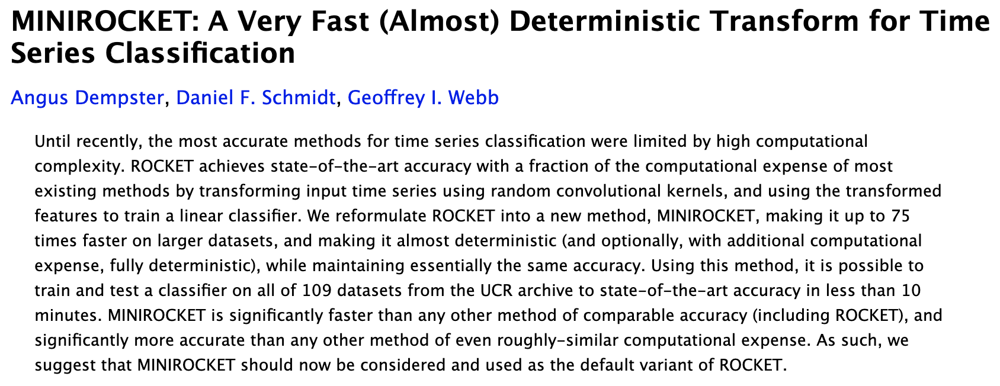 MINIROCKET: A Very Fast (Almost) Deterministic Transform for Time
Series Classification
Angus Dempster, Daniel F. Schmidt, Geoffrey I. Webb
Until recently, the most accurate methods for time series classification were limited by high computational
complexity. ROCKET achieves state-of-the-art accuracy with a fraction of the computational expense of most
existing methods by transforming input time series using random convolutional kernels, and using the transformed
features to train a linear classifier. We reformulate ROCKET into a new method, MINIROCKET, making it up to 75
times faster on larger datasets, and making it almost deterministic (and optionally, with additional computational
expense, fully deterministic), while maintaining essentially the same accuracy. Using this method, it is possible to
train and test a classifier on all of 109 datasets from the UCR archive to state-of-the-art accuracy in less than 10
minutes. MINIROCKET is significantly faster than any other method of comparable accuracy (including ROCKET), and
significantly more accurate than any other method of even roughly-similar computational expense. As such, we
suggest that MINIROCKET should now be considered and used as the default variant of ROCKET.